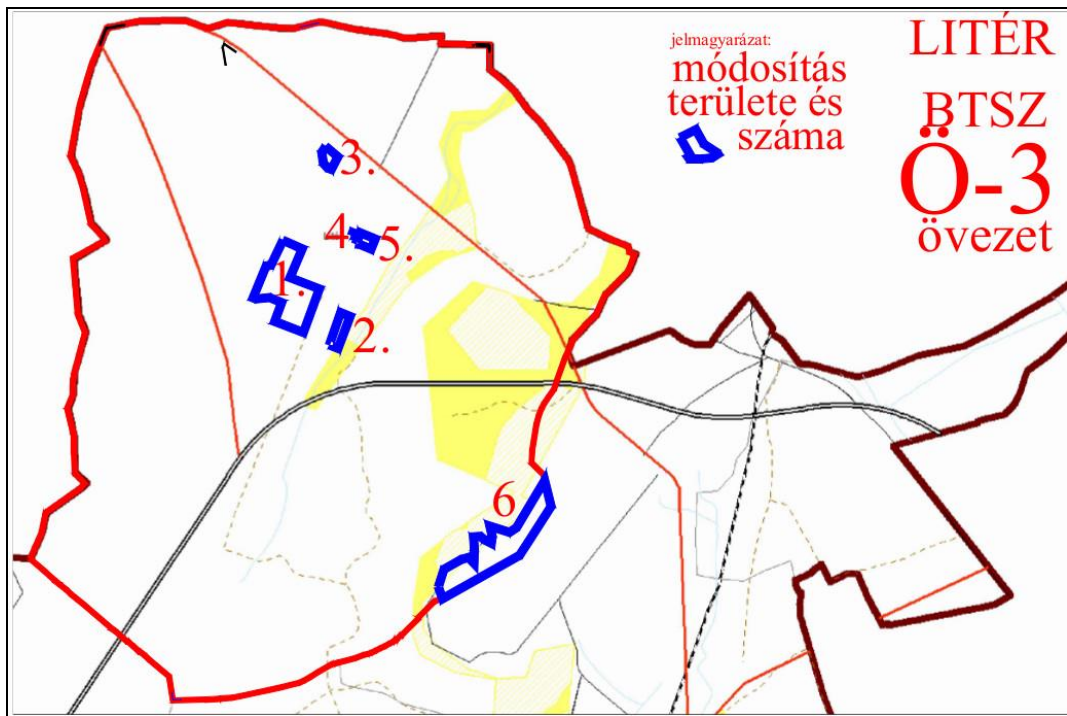 jelmagyarázat:
módosítás
területe és
száma
LITÉR
BTSZ
Ö-3
övezet
3.
4.
5.
1.
2.
6